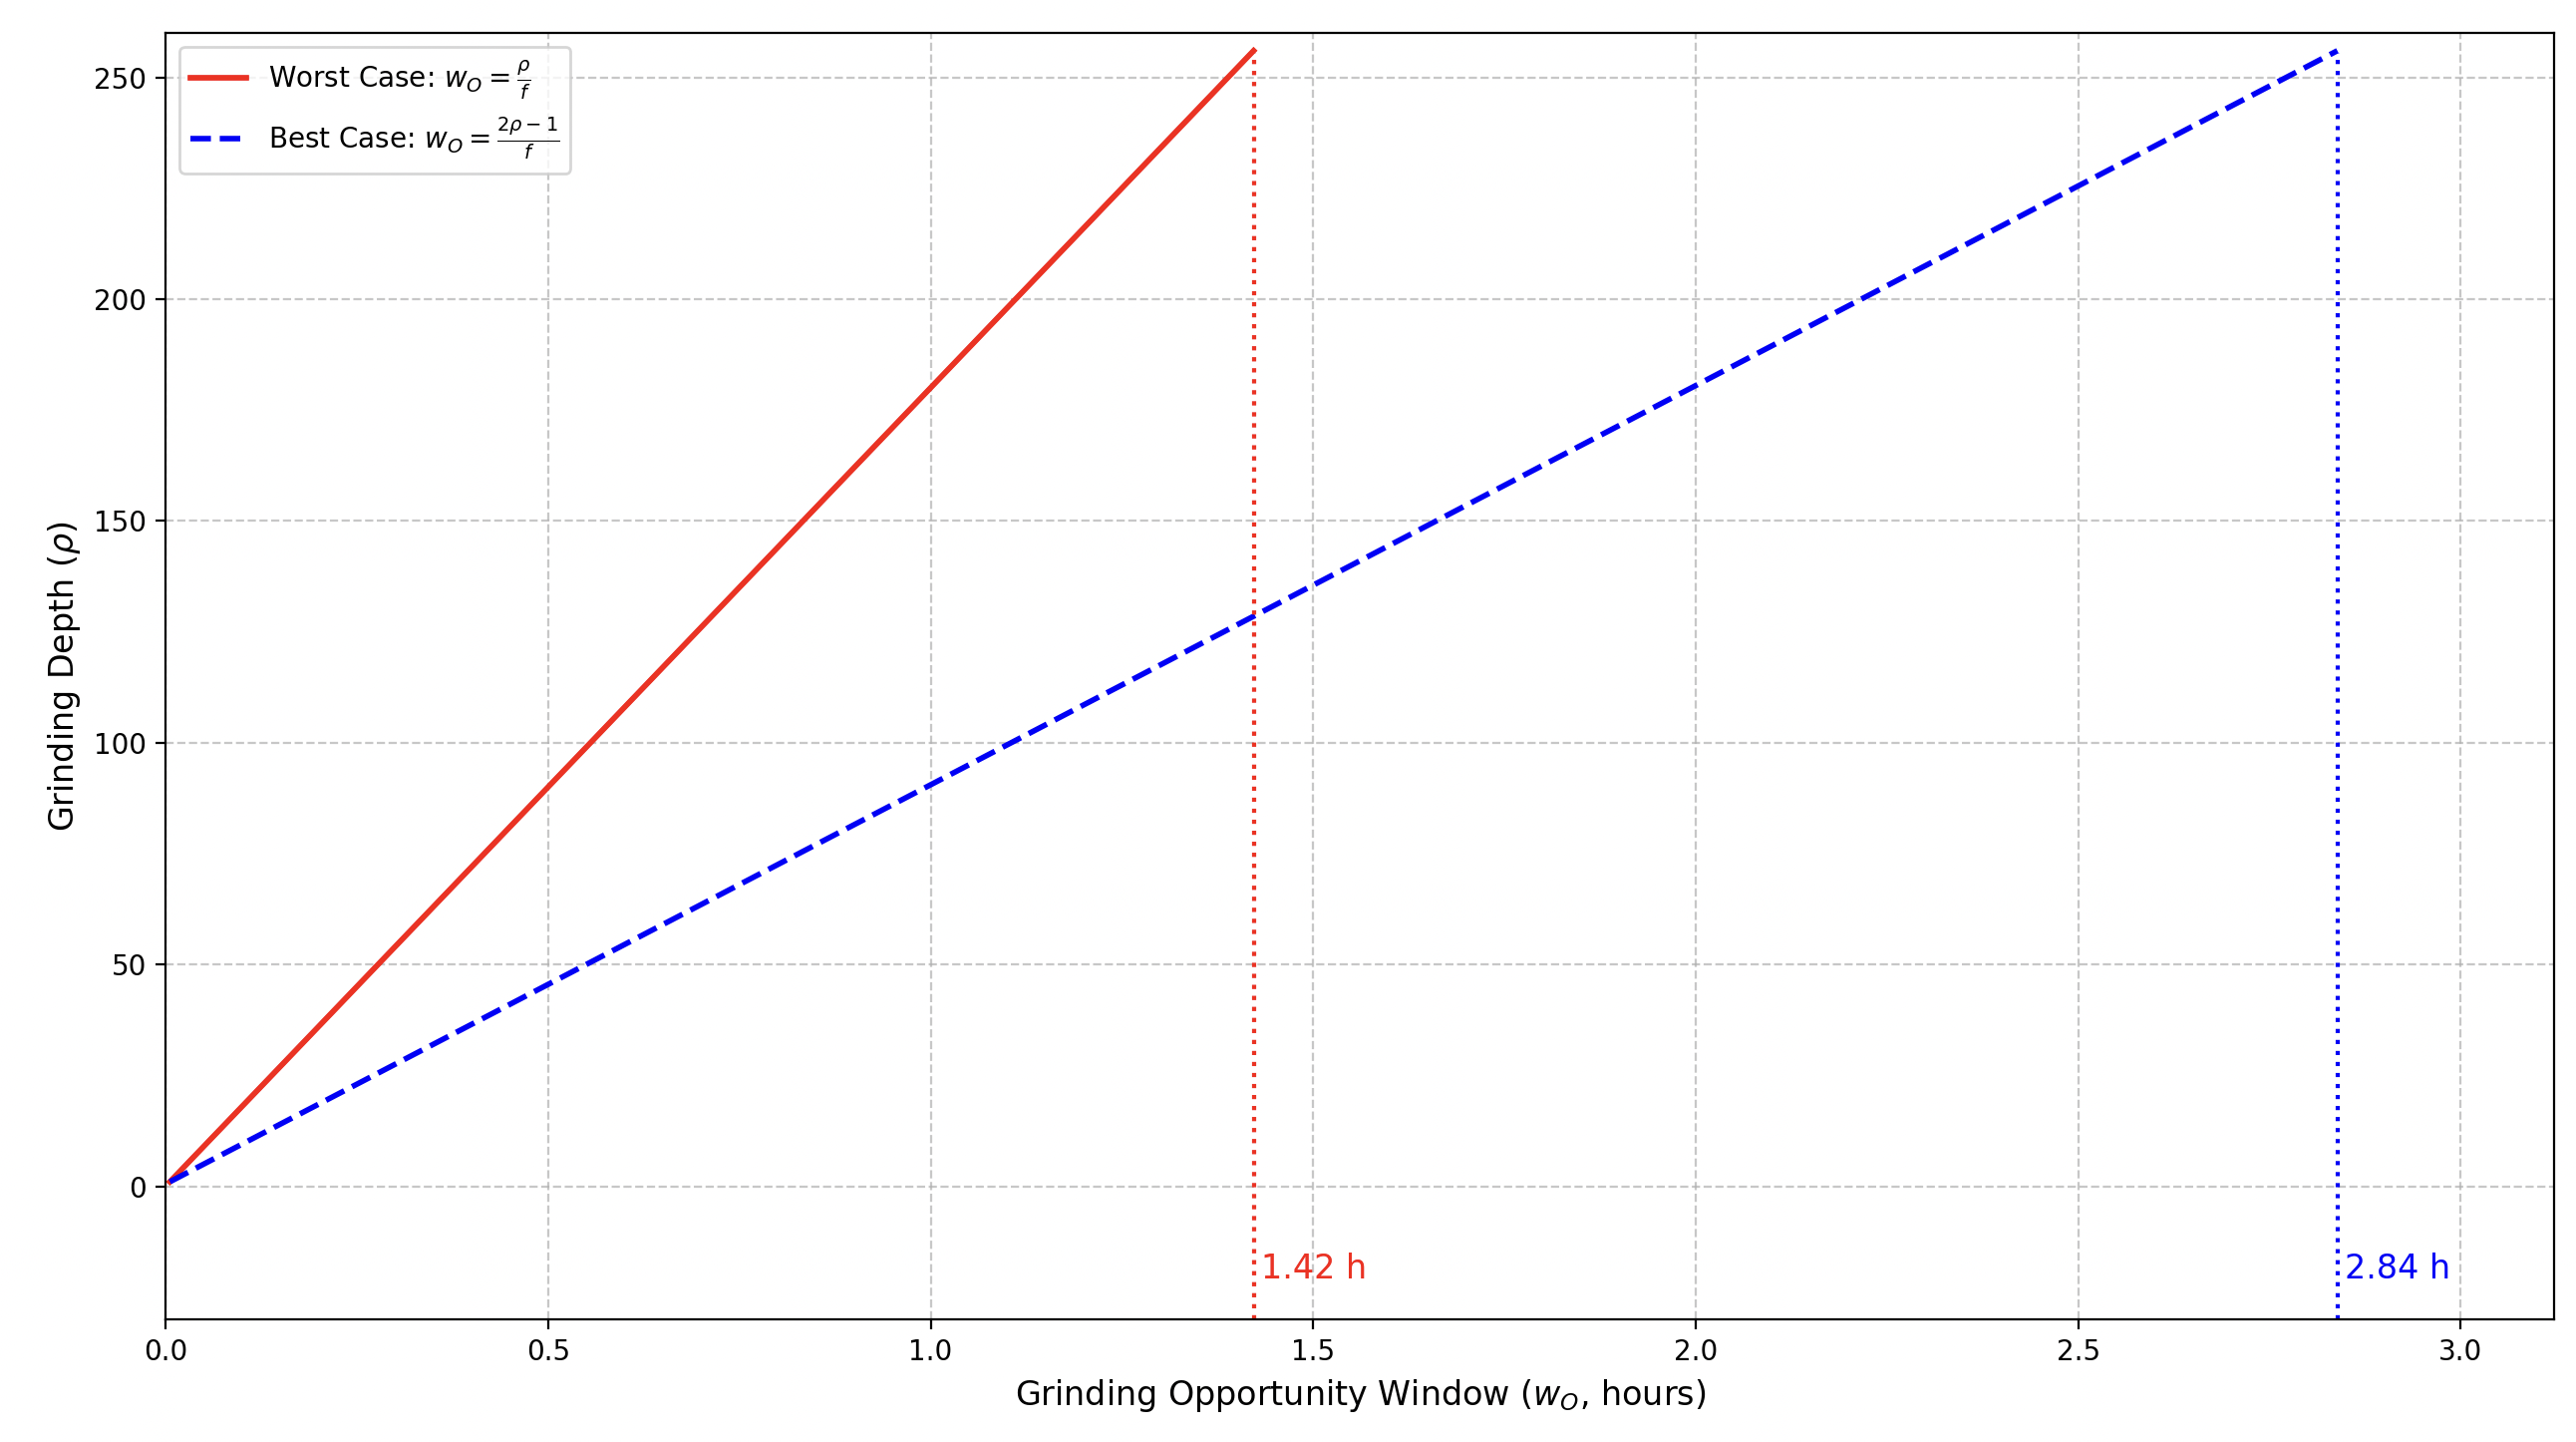 Worst Case: w_O = ρ/f
Best Case: w_O = (2ρ − 1)/f
250
200
150
100
50
0
Grinding Depth (ρ)
1.42 h
2.84 h
0.0 0.5 1.0 1.5 2.0 2.5 3.0
Grinding Opportunity Window (w_O, hours)